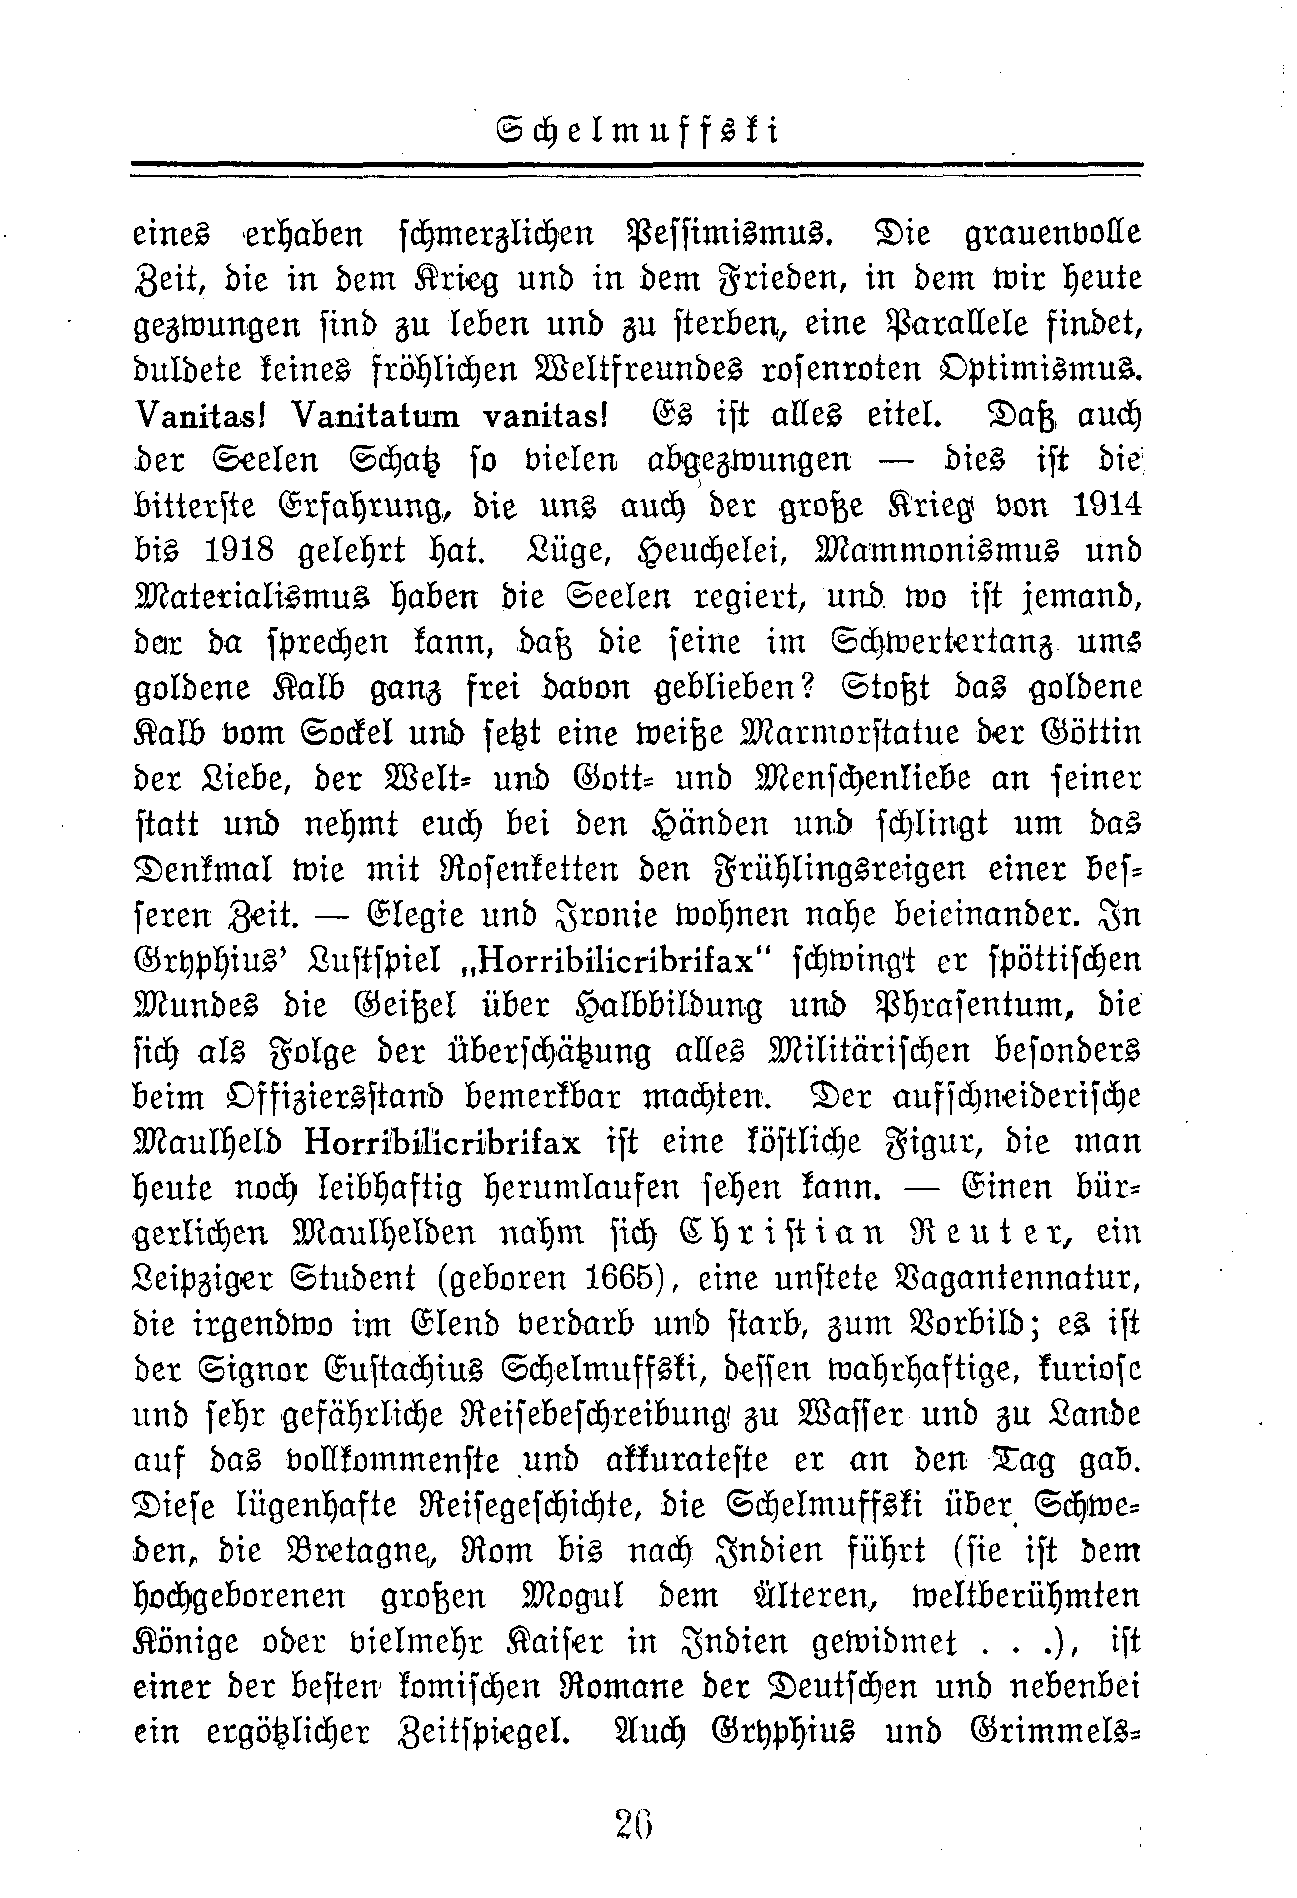 Schelmuffski
eines erhaben schmerzlichen Pessimismus. Die grauenvolle
Zeit, die in dem Krieg und in dem Frieden, in dem wir heute
gezwungen sind zu leben und zu sterben, eine Parallele findet,
duldete keines fröhlichen Weltfreundes rosenroten Optimismus.
Vanitas! Vanitatum vanitas! Es ist alles eitel. Daß auch
der Seelen Schatz so vielen abgezwungen — dies ist die
bitterste Erfahrung, die uns auch der große Krieg von 1914
bis 1918 gelehrt hat. Lüge, Heuchelei, Mammonismus und
Materialismus haben die Seelen regiert, und wo ist jemand,
der da sprechen kann, daß die seine im Schwertertanz ums
goldene Kalb ganz frei davon geblieben? Stoßt das goldene
Kalb vom Sockel und setzt eine weiße Marmorstatue der Göttin
der Liebe, der Welt- und Gott- und Menschenliebe an seiner
statt und nehmt euch bei den Händen und schlingt um das
Denkmal wie mit Rosenketten den Frühlingsreigen einer bes-
seren Zeit. — Elegie und Ironie wohnen nahe beieinander. In
Gryphius' Lustspiel „Horribilicribrifax“ schwingt er spöttischen
Mundes die Geißel über Halbbildung und Phrasentum, die
sich als Folge der Überschätzung alles Militärischen besonders
beim Offiziersstand bemerkbar machten. Der aufschneiderische
Maulheld Horribilicribrifax ist eine köstliche Figur, die man
heute noch leibhaftig herumlaufen sehen kann. — Einen bür-
gerlichen Maulhelden nahm sich Christian Reuter, ein
Leipziger Student (geboren 1665), eine unstete Vagantennatur,
die irgendwo im Elend verdarb und starb, zum Vorbild; es ist
der Signor Eustachius Schelmuffski, dessen wahrhaftige, kuriose
und sehr gefährliche Reisebeschreibung zu Wasser und zu Lande
auf das vollkommenste und akkurateste er an den Tag gab.
Diese lügenhafte Reisegeschichte, die Schelmuffski über Schwe-
den, die Bretagne, Rom bis nach Indien führt (sie ist dem
hochgeborenen großen Mogul dem Älteren, weltberühmten
Könige oder vielmehr Kaiser in Indien gewidmet . . .), ist
einer der besten komischen Romane der Deutschen und nebenbei
ein ergötzlicher Zeitspiegel. Auch Gryphius und Grimmels-
26